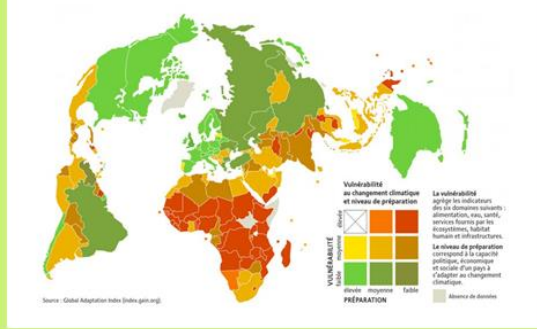 Vulnérabilité
au changement climatique
et niveau de préparation
VULNÉRABILITÉ
élevée
moyenne
faible
élevée moyenne faible
PRÉPARATION
La vulnérabilité
agrège les indicateurs
des six domaines suivants :
alimentation, eau, santé,
services fournis par les
écosystèmes, habitat
humain et infrastructures.
Le niveau de préparation
correspond à la capacité
politique, économique
et sociale d'un pays à
s'adapter au changement
climatique.
Absence de données
Source : Global Adaptation Index (index.gain.org).